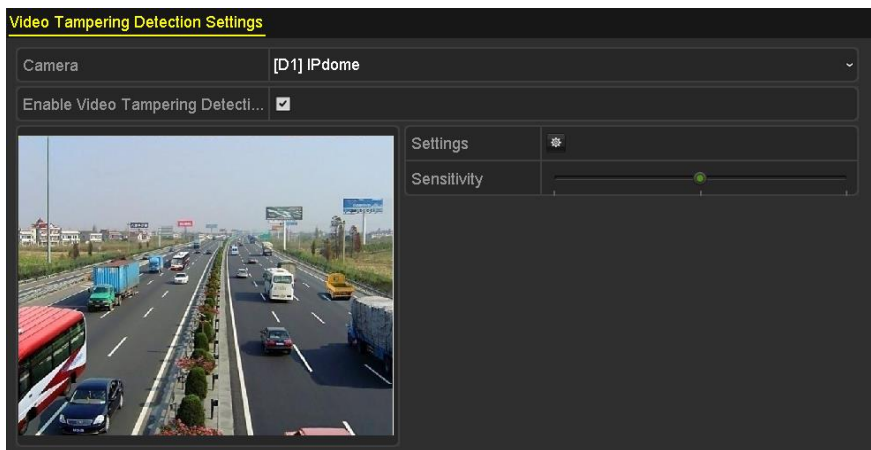 Video Tampering Detection Settings
Camera
[D1] IPdome
Enable Video Tampering Detecti...
Settings
Sensitivity